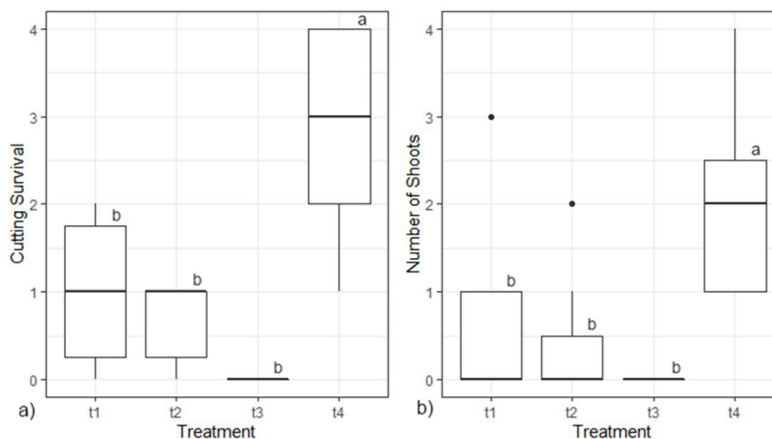 Cutting Survival
4
3
2
1
0
b
b
b
a
t1 t2 t3 t4
a) Treatment
Number of Shoots
4
3
2
1
0
b
b
b
a
t1 t2 t3 t4
b) Treatment